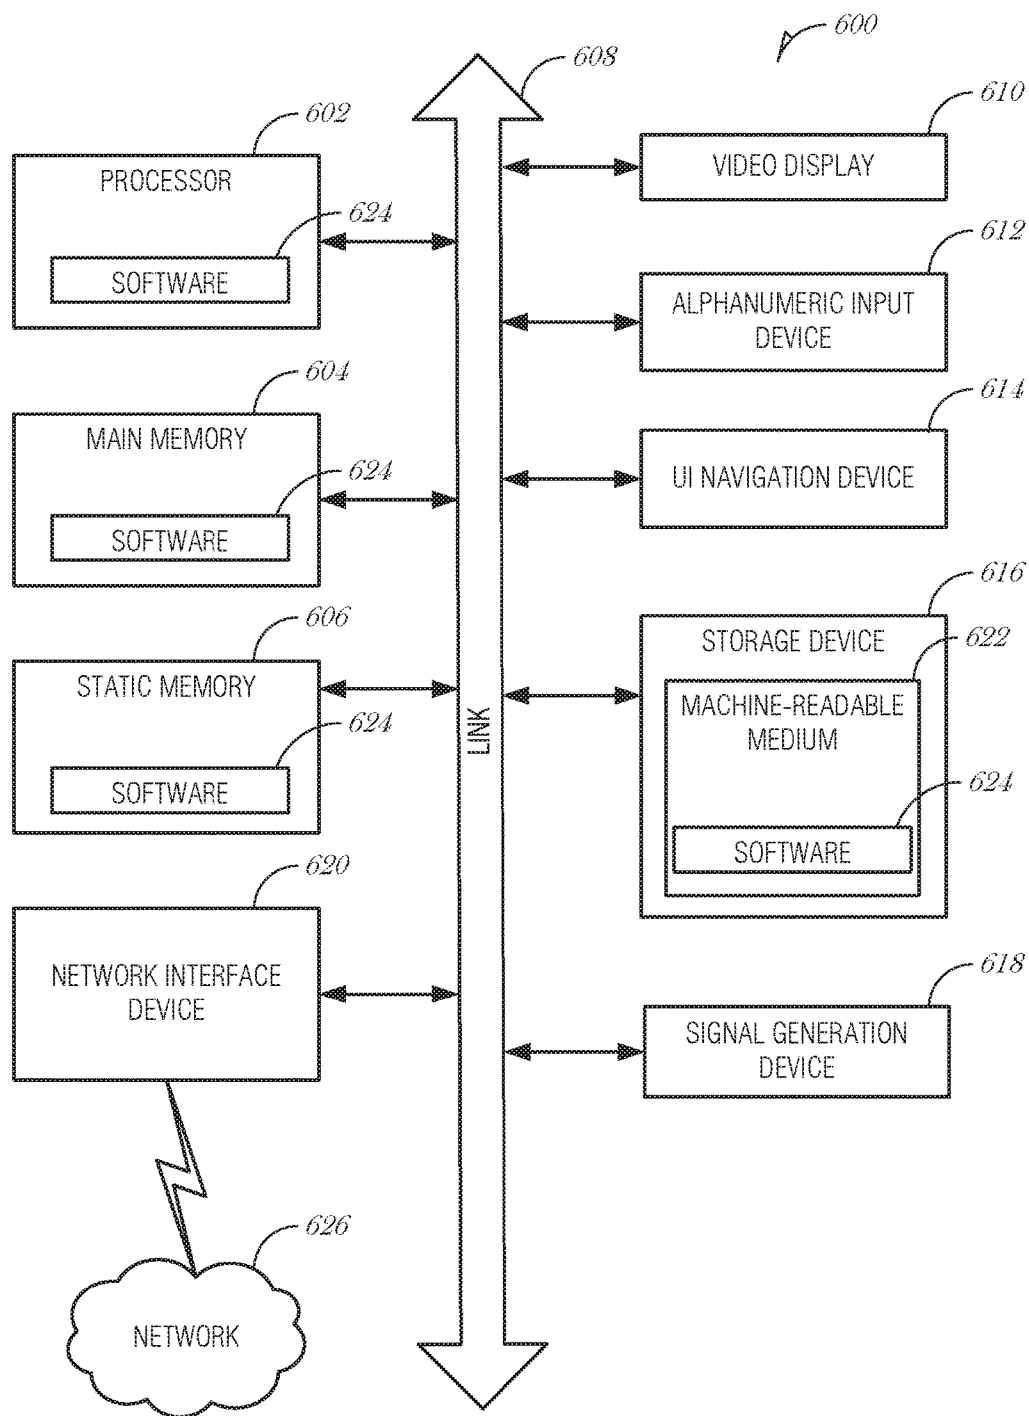 600
608
602
PROCESSOR
624
SOFTWARE
604
MAIN MEMORY
624
SOFTWARE
606
STATIC MEMORY
624
SOFTWARE
620
NETWORK INTERFACE
DEVICE
626
NETWORK
LINK
610
VIDEO DISPLAY
612
ALPHANUMERIC INPUT
DEVICE
614
UI NAVIGATION DEVICE
616
STORAGE DEVICE
622
MACHINE-READABLE
MEDIUM
624
SOFTWARE
618
SIGNAL GENERATION
DEVICE